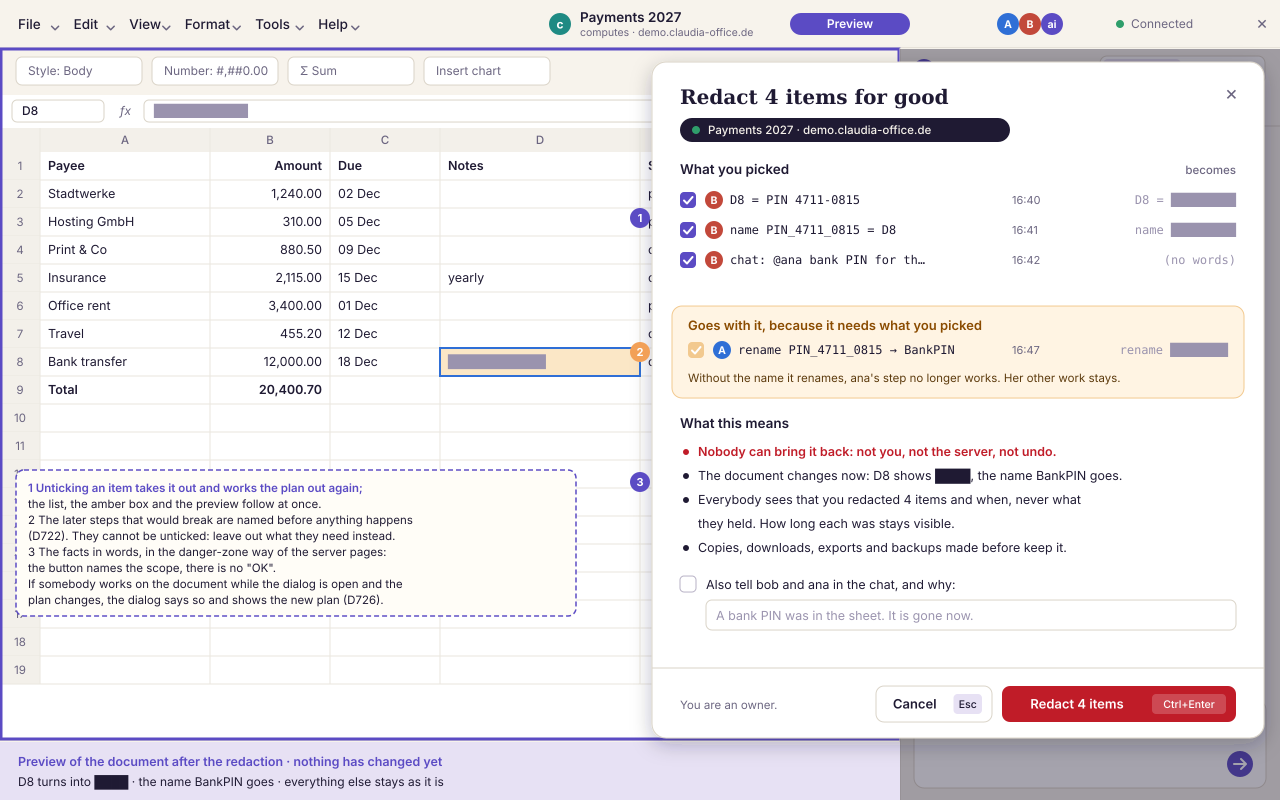 File Edit View Format Tools Help
c Payments 2027
computes · demo.claudia-office.de
Preview
A B ai
Connected
Style: Body
Number: #,##0.00
Σ Sum
Insert chart
D8 fx
A B C D
1 Payee Amount Due Notes
2 Stadtwerke 1,240.00 02 Dec
3 Hosting GmbH 310.00 05 Dec
4 Print & Co 880.50 09 Dec
5 Insurance 2,115.00 15 Dec yearly
6 Office rent 3,400.00 01 Dec
7 Travel 455.20 12 Dec
8 Bank transfer 12,000.00 18 Dec
9 Total 20,400.70
10
11
18
19
1
2
3
1 Unticking an item takes it out and works the plan out again;
the list, the amber box and the preview follow at once.
2 The later steps that would break are named before anything happens
(D722). They cannot be unticked: leave out what they need instead.
3 The facts in words, in the danger-zone way of the server pages:
the button names the scope, there is no "OK".
If somebody works on the document while the dialog is open and the
plan changes, the dialog says so and shows the new plan (D726).
Preview of the document after the redaction · nothing has changed yet
D8 turns into · the name BankPIN goes · everything else stays as it is
Redact 4 items for good
Payments 2027 · demo.claudia-office.de
What you picked becomes
B D8 = PIN 4711-0815 16:40 D8 =
B name PIN_4711_0815 = D8 16:41 name
B chat: @ana bank PIN for th… 16:42 (no words)
Goes with it, because it needs what you picked
A rename PIN_4711_0815 → BankPIN 16:47 rename
Without the name it renames, ana's step no longer works. Her other work stays.
What this means
Nobody can bring it back: not you, not the server, not undo.
The document changes now: D8 shows , the name BankPIN goes.
Everybody sees that you redacted 4 items and when, never what
they held. How long each was stays visible.
Copies, downloads, exports and backups made before keep it.
Also tell bob and ana in the chat, and why:
A bank PIN was in the sheet. It is gone now.
You are an owner.
Cancel Esc
Redact 4 items Ctrl+Enter